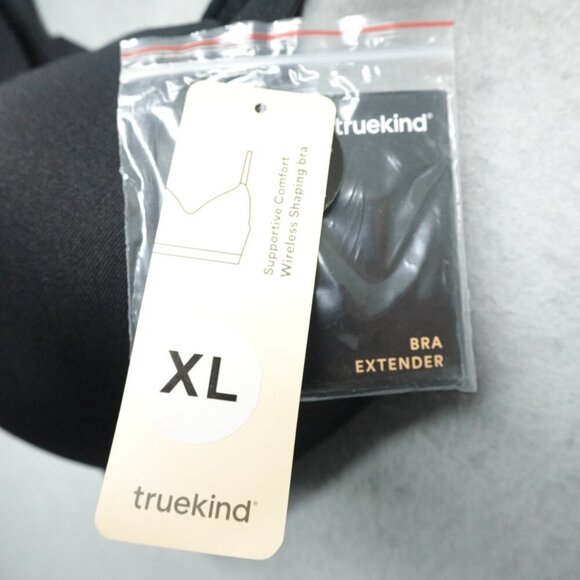 truekind®
BRA
EXTENDER
Supportive Comfort
Wireless Shaping bra
XL
truekind®